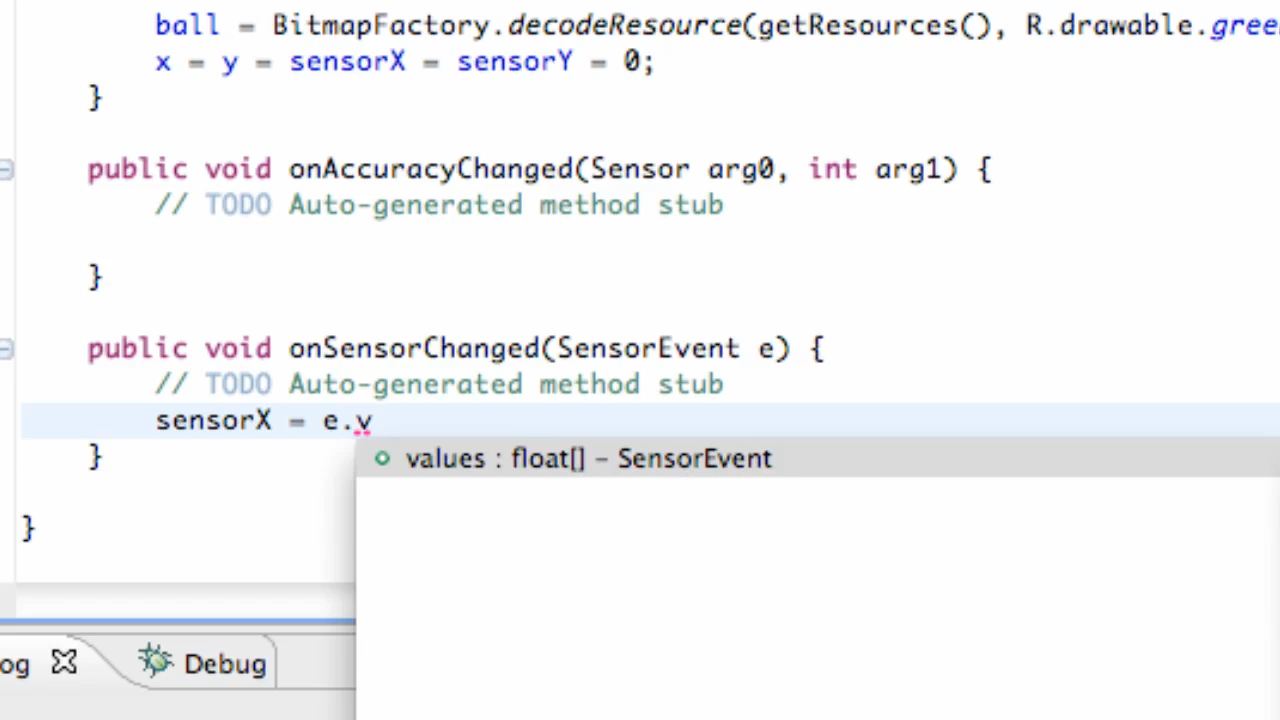 ball = BitmapFactory.decodeResource(getResources(), R.drawable.gree
x = y = sensorX = sensorY = 0;
}
public void onAccuracyChanged(Sensor arg0, int arg1) {
// TODO Auto-generated method stub
}
public void onSensorChanged(SensorEvent e) {
// TODO Auto-generated method stub
sensorX = e.v
}
values : float[] – SensorEvent
}
og Debug